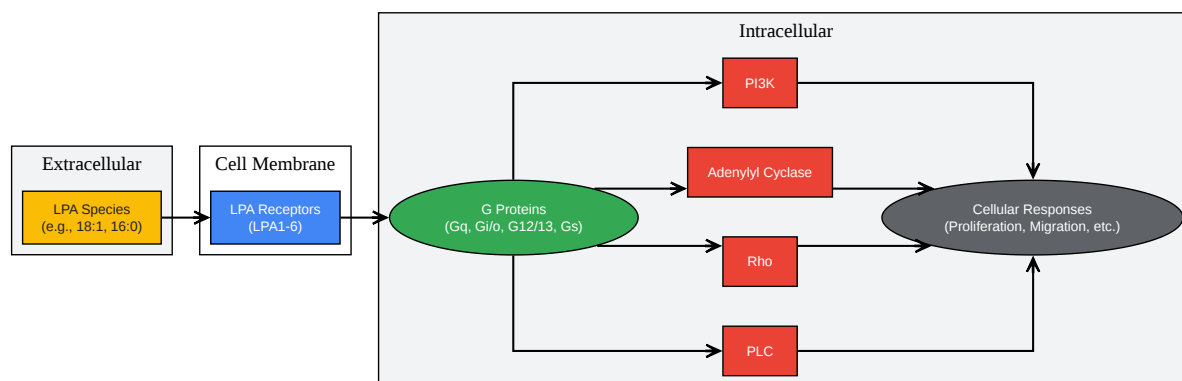 Intracellular
PI3K
Extracellular
Cell Membrane
Adenylyl Cyclase
LPA Species
(e.g., 18:1, 16:0)
LPA Receptors
(LPA1-6)
G Proteins
(Gq, Gi/o, G12/13, Gs)
Cellular Responses
(Proliferation, Migration, etc.)
Rho
PLC